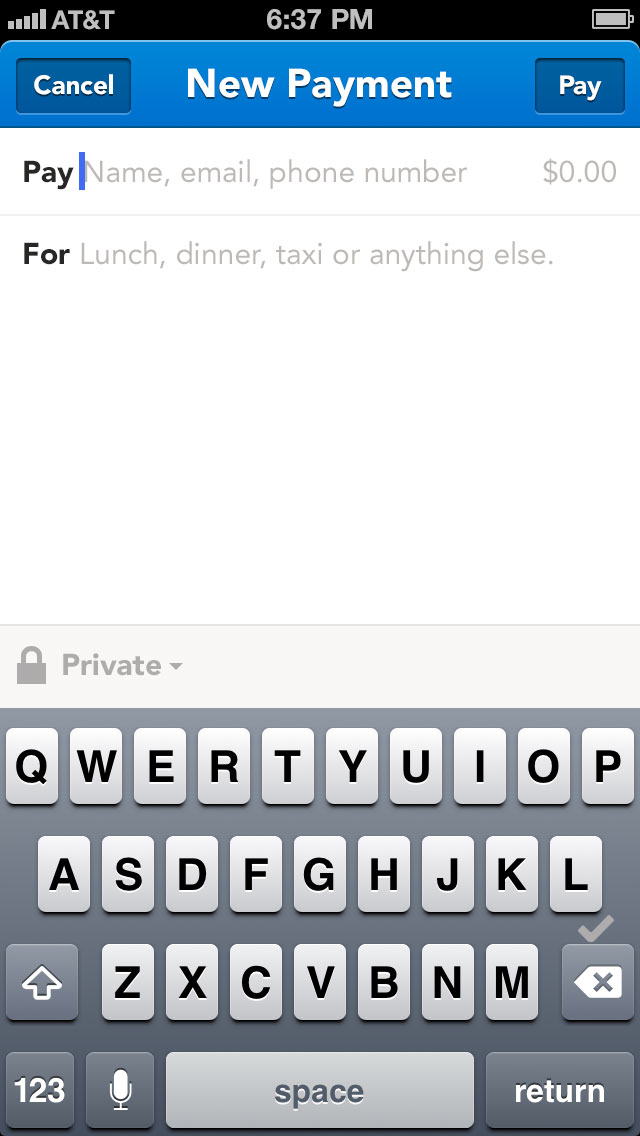 AT&T 6:37 PM
Cancel New Payment Pay
Pay Name, email, phone number $0.00
For Lunch, dinner, taxi or anything else.
Private
Q W E R T Y U I O P
A S D F G H J K L
Z X C V B N M
123 space return